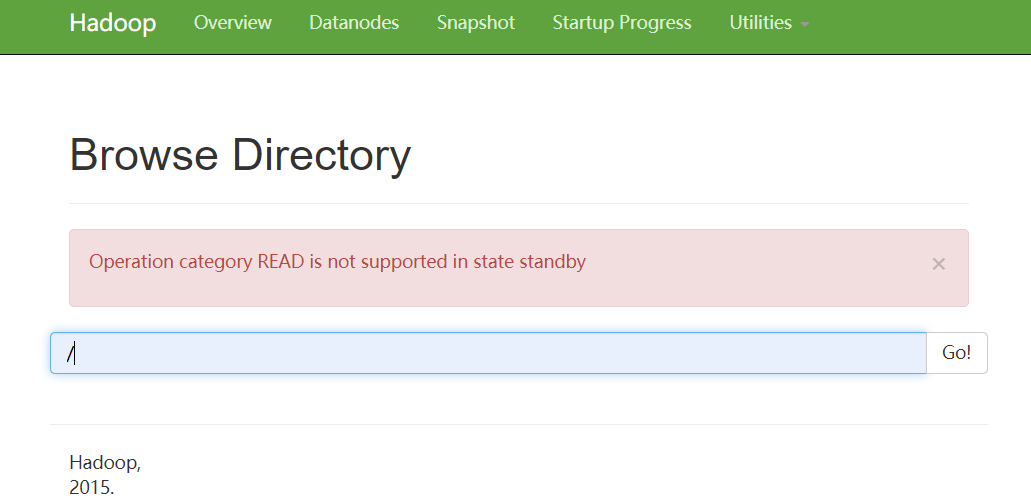 Hadoop Overview Datanodes Snapshot Startup Progress Utilities
Browse Directory
Operation category READ is not supported in state standby ×
/ Go!
Hadoop,
2015.